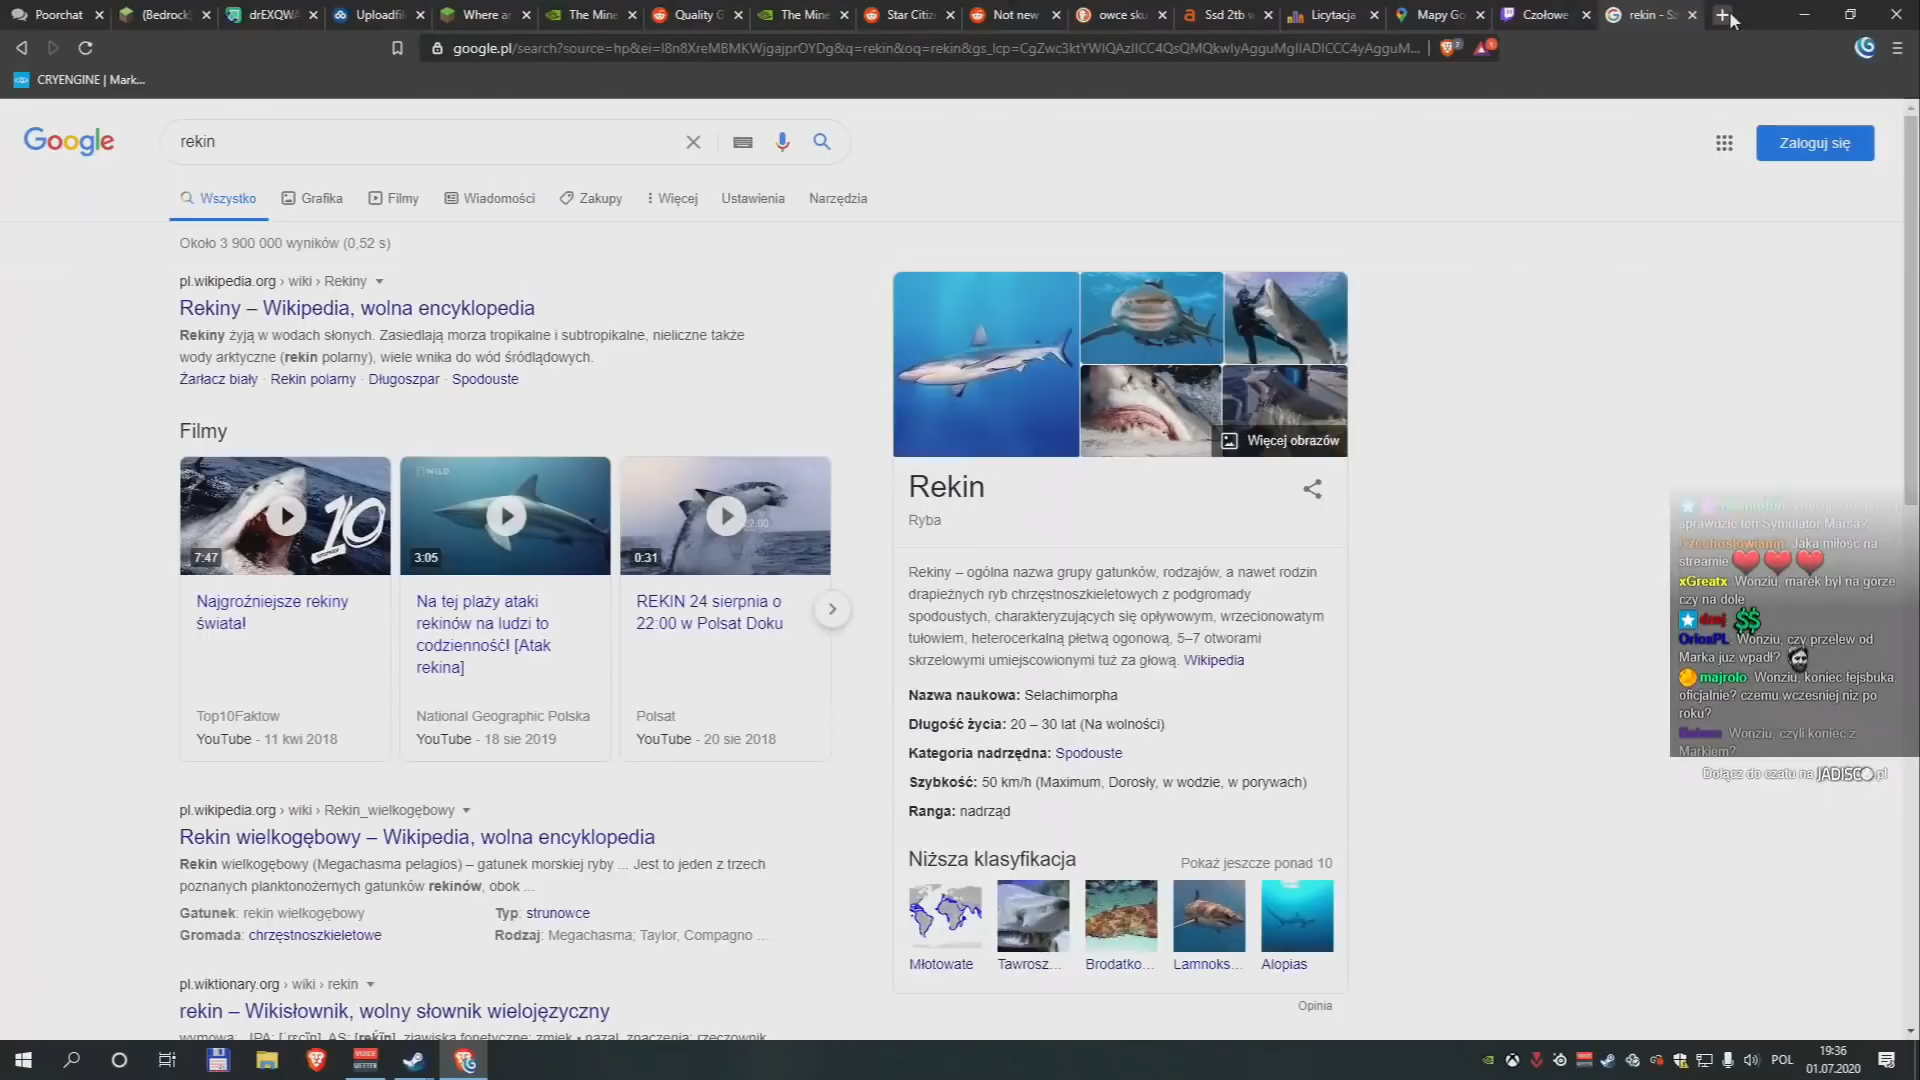 Poorchat
(Bedrock
drEXQWA
Uploadfil
Where ar
The Mine
Quality G
The Mine
Star Citiz
Not new
owce sku
Ssd 2tb w
Licytacja
Mapy Go
Czołowe
rekin - Sz
google.pl/search?source=hp&ei=I8n8XreMBMKWjgajprOYDg&q=rekin&oq=rekin&gs_lcp=CgZwc3ktYWIQAzIICC4QsQMQkwIyAgguMgIIADICCC4yAgguM...
CRYENGINE | Mark...
Google
rekin
Zaloguj się
Wszystko
Grafika
Filmy
Wiadomości
Zakupy
Więcej
Ustawienia
Narzędzia
Około 3 900 000 wyników (0,52 s)
pl.wikipedia.org › wiki › Rekiny
Rekiny – Wikipedia, wolna encyklopedia
Rekiny żyją w wodach słonych. Zasiedlają morza tropikalne i subtropikalne, nieliczne także
wody arktyczne (rekin polarny), wiele wnika do wód śródlądowych.
Żarłacz biały · Rekin polarny · Długoszpar · Spodouste
Filmy
7:47
WILD
3:05
22.00
0:31
Najgroźniejsze rekiny
świata!
Na tej plaży ataki
rekinów na ludzi to
codzienność! [Atak
rekina]
REKIN 24 sierpnia o
22:00 w Polsat Doku
Top10Faktow
YouTube - 11 kwi 2018
National Geographic Polska
YouTube - 18 sie 2019
Polsat
YouTube - 20 sie 2018
pl.wikipedia.org › wiki › Rekin_wielkogębowy
Rekin wielkogębowy – Wikipedia, wolna encyklopedia
Rekin wielkogębowy (Megachasma pelagios) – gatunek morskiej ryby ... Jest to jeden z trzech
poznanych planktonożernych gatunków rekinów, obok ...
Gatunek: rekin wielkogębowy
Typ: strunowce
Gromada: chrzęstnoszkieletowe
Rodzaj: Megachasma; Taylor, Compagno ...
pl.wiktionary.org › wiki › rekin
rekin – Wikisłownik, wolny słownik wielojęzyczny
Więcej obrazów
Rekin
Ryba
Rekiny – ogólna nazwa grupy gatunków, rodzajów, a nawet rodzin
drapieżnych ryb chrzęstnoszkieletowych z podgromady
spodoustych, charakteryzujących się opływowym, wrzecionowatym
tułowiem, heterocerkalną płetwą ogonową, 5–7 otworami
skrzelowymi umiejscowionymi tuż za głową. Wikipedia
Nazwa naukowa: Selachimorpha
Długość życia: 20 – 30 lat (Na wolności)
Kategoria nadrzędna: Spodouste
Szybkość: 50 km/h (Maximum, Dorosły, w wodzie, w porywach)
Ranga: nadrząd
Niższa klasyfikacja
Pokaż jeszcze ponad 10
Młotowate
Tawrosz...
Brodatko...
Lamnoks...
Alopias
Opinia
sprawdzić ten Symulator Marsa?
Jaka miłość na
streamie
xGreatx: Wonziu, marek był na górze
czy na dole
$$
OrioxPL: Wonziu, czy przelew od
Marka już wpadł?
majrolo: Wonziu, koniec fejsbuka
oficjalnie? czemu wcześniej niż po
roku?
Wonziu, czyli koniec z
Markiem?
Dołącz do czatu na JADISCO.pl
POL
19:36
01.07.2020